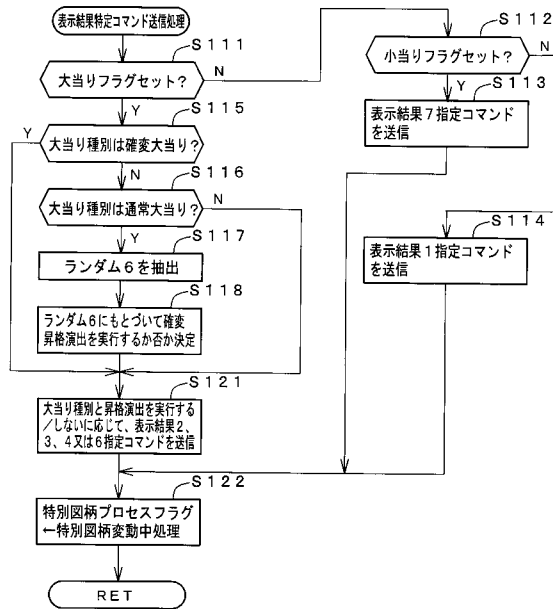 表示結果特定コマンド送信処理
S111
大当りフラグセット?
N
Y
S112
小当りフラグセット?
N
Y
S113
表示結果7指定コマンド
を送信
S114
表示結果1指定コマンド
を送信
S115
大当り種別は確変大当り?
Y
N
S116
大当り種別は通常大当り?
N
Y
S117
ランダム6を抽出
S118
ランダム6にもとづいて確変
昇格演出を実行するか否か決定
S121
大当り種別と昇格演出を実行する
/しないに応じて、表示結果2、
3、4又は6指定コマンドを送信
S122
特別図柄プロセスフラグ
←特別図柄変動中処理
RET